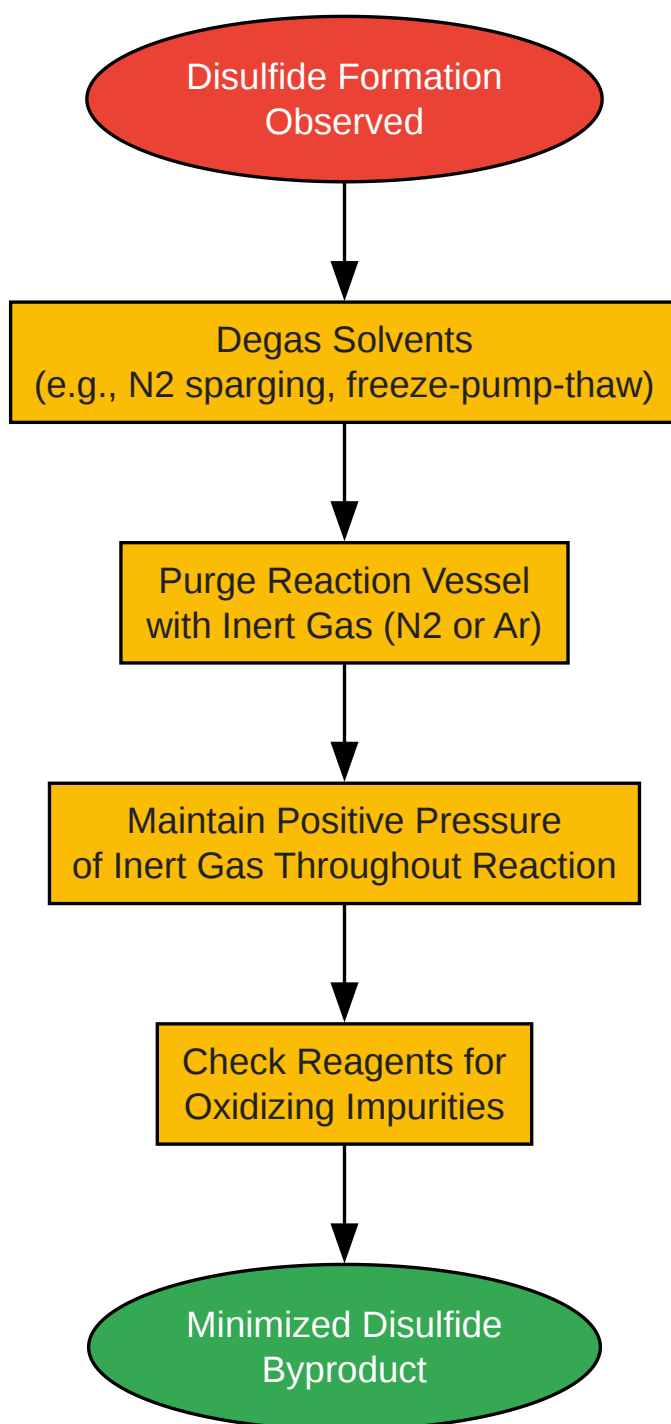 Disulfide Formation
Observed
Degas Solvents
(e.g., N2 sparging, freeze-pump-thaw)
Purge Reaction Vessel
with Inert Gas (N2 or Ar)
Maintain Positive Pressure
of Inert Gas Throughout Reaction
Check Reagents for
Oxidizing Impurities
Minimized Disulfide
Byproduct